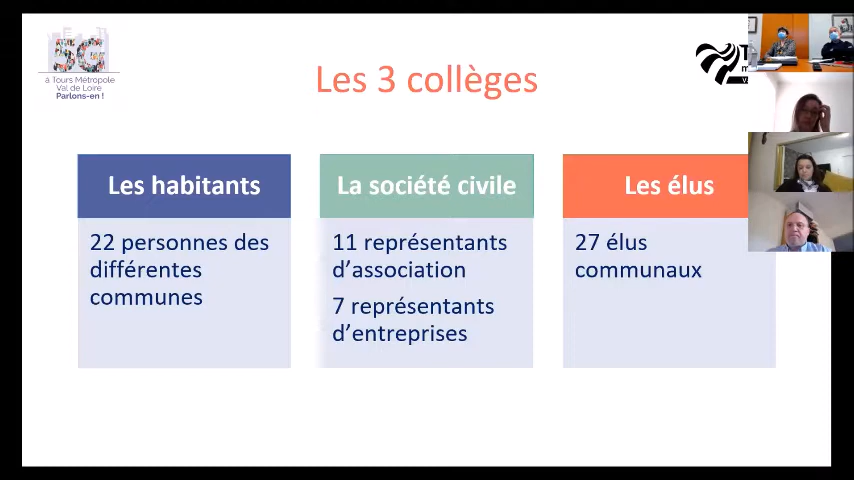 5G
à Tours Métropole
Val de Loire
Parlons-en !
Les 3 collèges
Les habitants
22 personnes des
différentes
communes
La société civile
11 représentants
d’association
7 représentants
d’entreprises
Les élus
27 élus
communaux